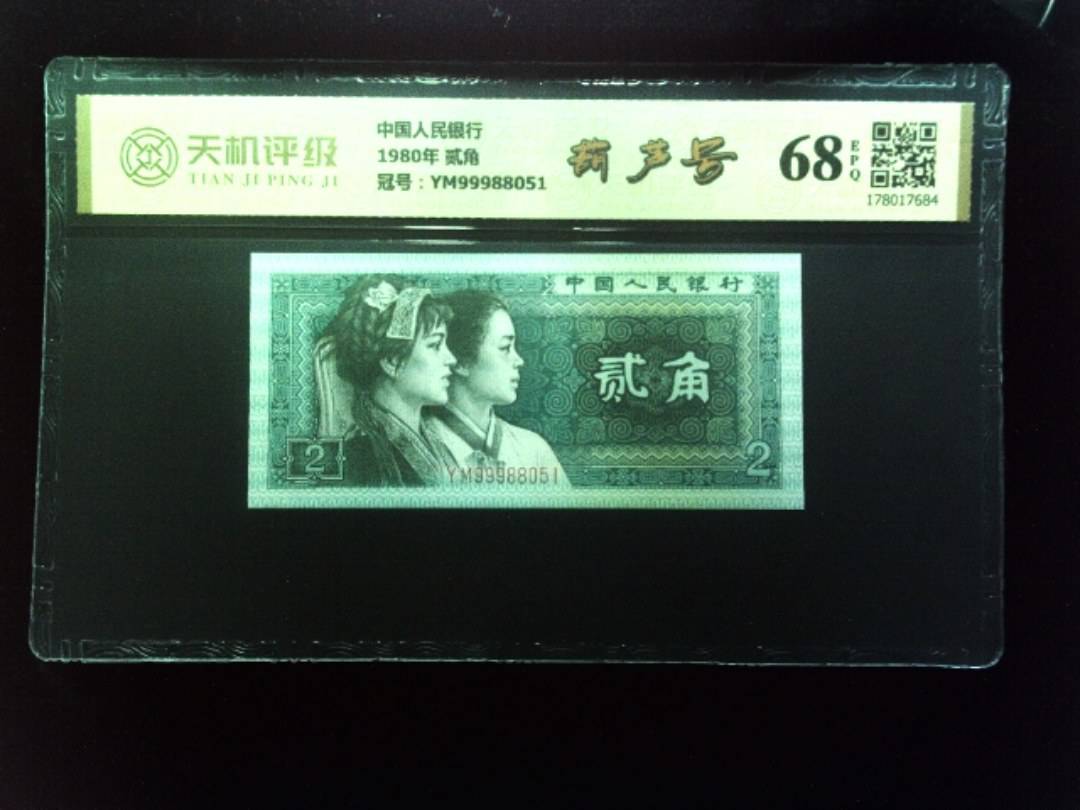 天机评级
TIAN JI PING JI
中国人民银行
1980年 贰角
冠号：YM99988051
葫芦号
68
EPQ
178017684
中国人民银行
贰角
2
YM99988051
2